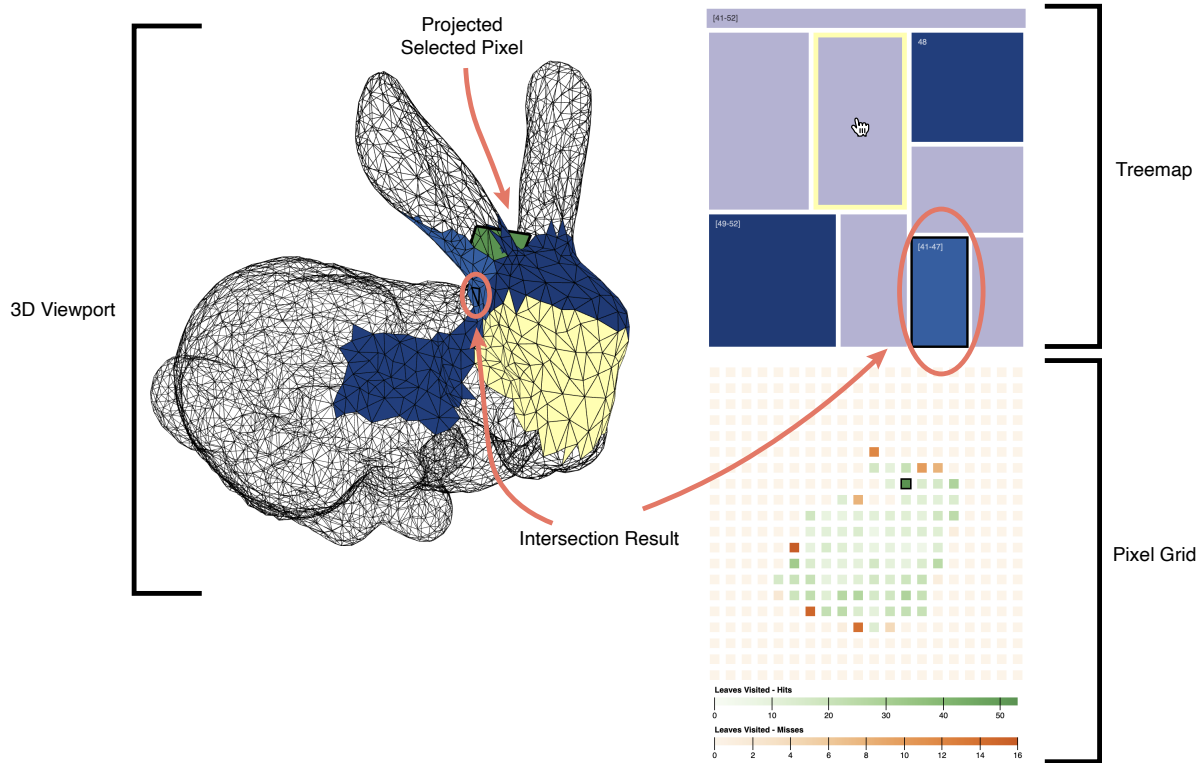 Projected
Selected Pixel
3D Viewport
Intersection Result
[41-52]
48
[49-52]
[41-47]
Treemap
Pixel Grid
Leaves Visited - Hits
0 10 20 30 40 50
Leaves Visited - Misses
0 2 4 6 8 10 12 14 16